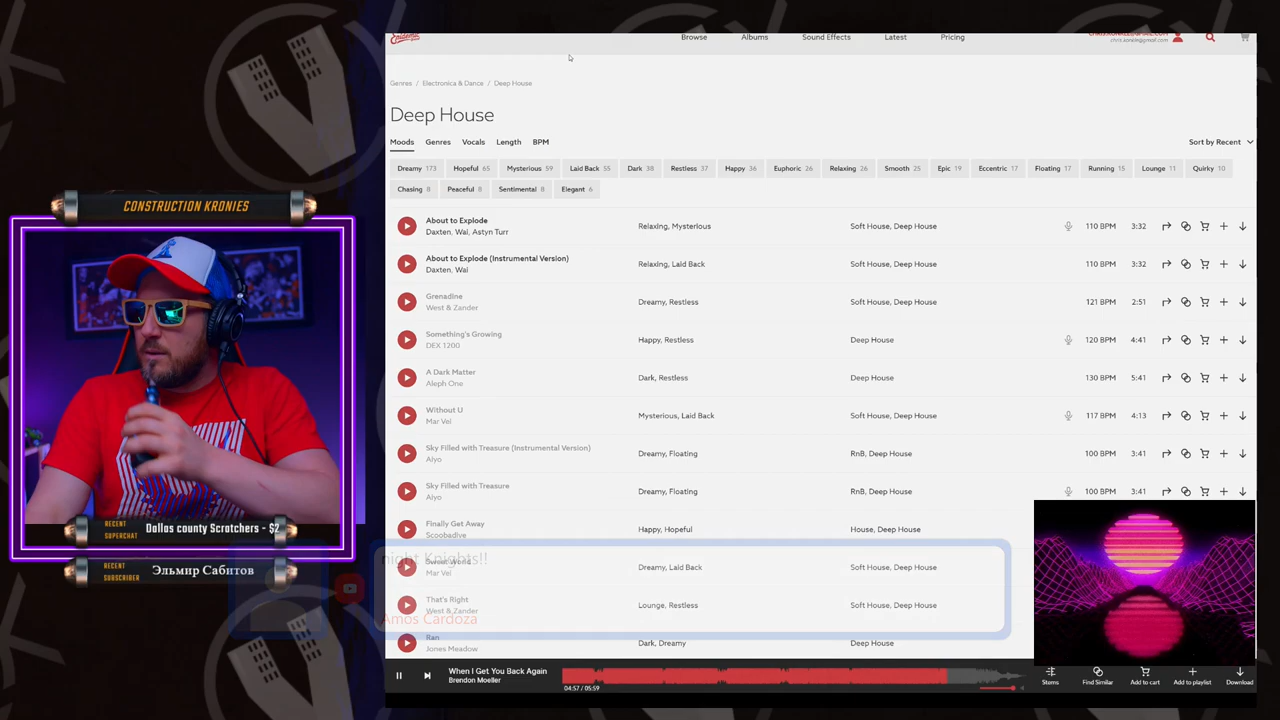 Epidemic
Browse
Albums
Sound Effects
Latest
Pricing
Genres / Electronica & Dance / Deep House
Deep House
Moods
Genres
Vocals
Length
BPM
Sort by Recent
Dreamy 173
Hopeful 65
Mysterious 59
Laid Back 55
Dark 38
Restless 37
Happy 36
Euphoric 26
Relaxing 26
Smooth 25
Epic 19
Eccentric 17
Floating 17
Running 15
Lounge 11
Quirky 10
Chasing 8
Peaceful 8
Sentimental 8
Elegant 6
About to Explode
Daxten, Wai, Astyn Turr
Relaxing, Mysterious
Soft House, Deep House
110 BPM
3:32
About to Explode (Instrumental Version)
Daxten, Wai
Relaxing, Laid Back
Soft House, Deep House
110 BPM
3:32
Grenadine
West & Zander
Dreamy, Restless
Soft House, Deep House
121 BPM
2:51
Something's Growing
DEX 1200
Happy, Restless
Deep House
120 BPM
4:41
A Dark Matter
Aleph One
Dark, Restless
Deep House
130 BPM
5:41
Without U
Mar Vei
Mysterious, Laid Back
Soft House, Deep House
117 BPM
4:13
Sky Filled with Treasure (Instrumental Version)
Aiyo
Dreamy, Floating
RnB, Deep House
100 BPM
3:41
Sky Filled with Treasure
Aiyo
Dreamy, Floating
RnB, Deep House
100 BPM
3:41
Finally Get Away
Scoobadive
Happy, Hopeful
House, Deep House
Sweet World
Mar Vei
Dreamy, Laid Back
Soft House, Deep House
That's Right
West & Zander
Lounge, Restless
Soft House, Deep House
Ran
Jones Meadow
Dark, Dreamy
Deep House
night Knights!!
Amos Cardoza
When I Get You Back Again
Brendon Moeller
04:57 / 05:59
Stems
Find Similar
Add to cart
Add to playlist
Download
CONSTRUCTION KRONIES
RECENT
SUPERCHAT
Dallas county Scratchers - $2
RECENT
SUBSCRIBER
Эльмир Сабитов